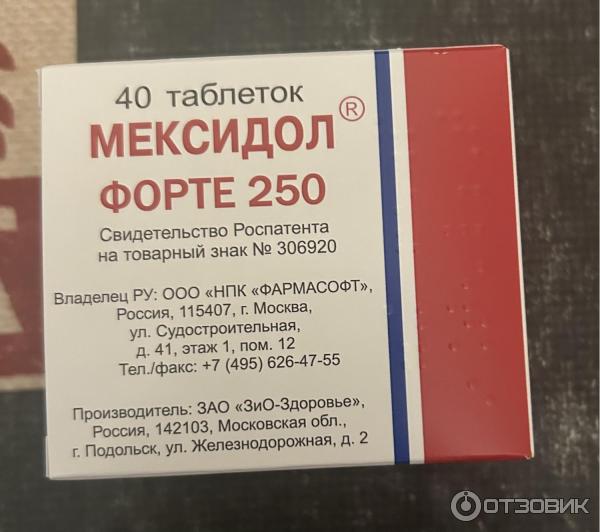 40 таблеток
МЕКСИДОЛ®
ФОРТЕ 250
Свидетельство Роспатента
на товарный знак № 306920
Владелец РУ: ООО «НПК «ФАРМАСОФТ»,
Россия, 115407, г. Москва,
ул. Судостроительная,
д. 41, этаж 1, пом. 12
Тел./факс: +7 (495) 626-47-55
Производитель: ЗАО «ЗиО-Здоровье»,
Россия, 142103, Московская обл.,
г. Подольск, ул. Железнодорожная, д. 2
ОТЗОВИК